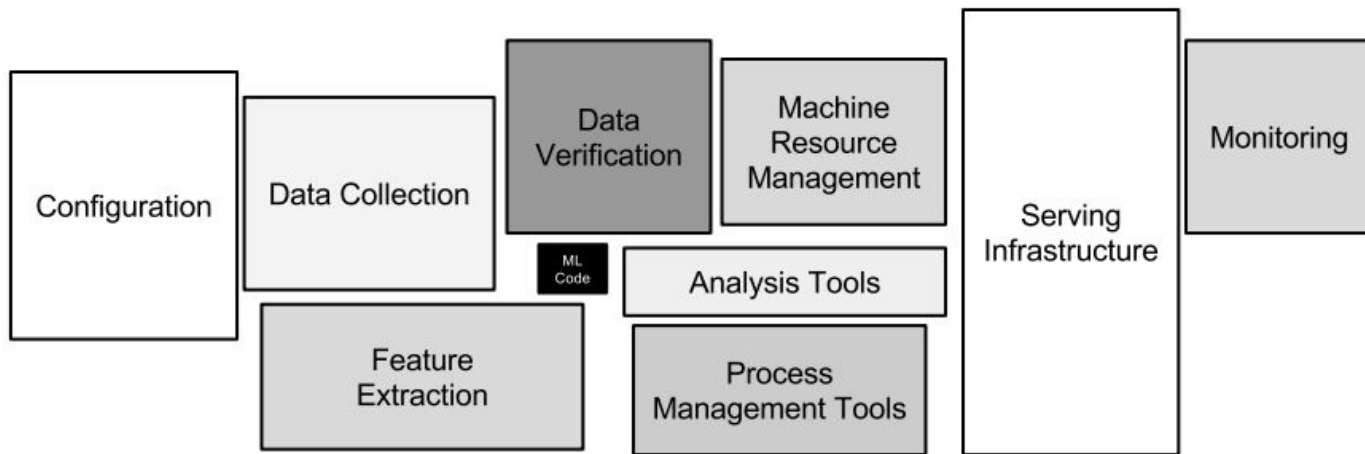 Configuration
Data Collection
Feature
Extraction
Data
Verification
ML
Code
Machine
Resource
Management
Analysis Tools
Process
Management Tools
Serving
Infrastructure
Monitoring